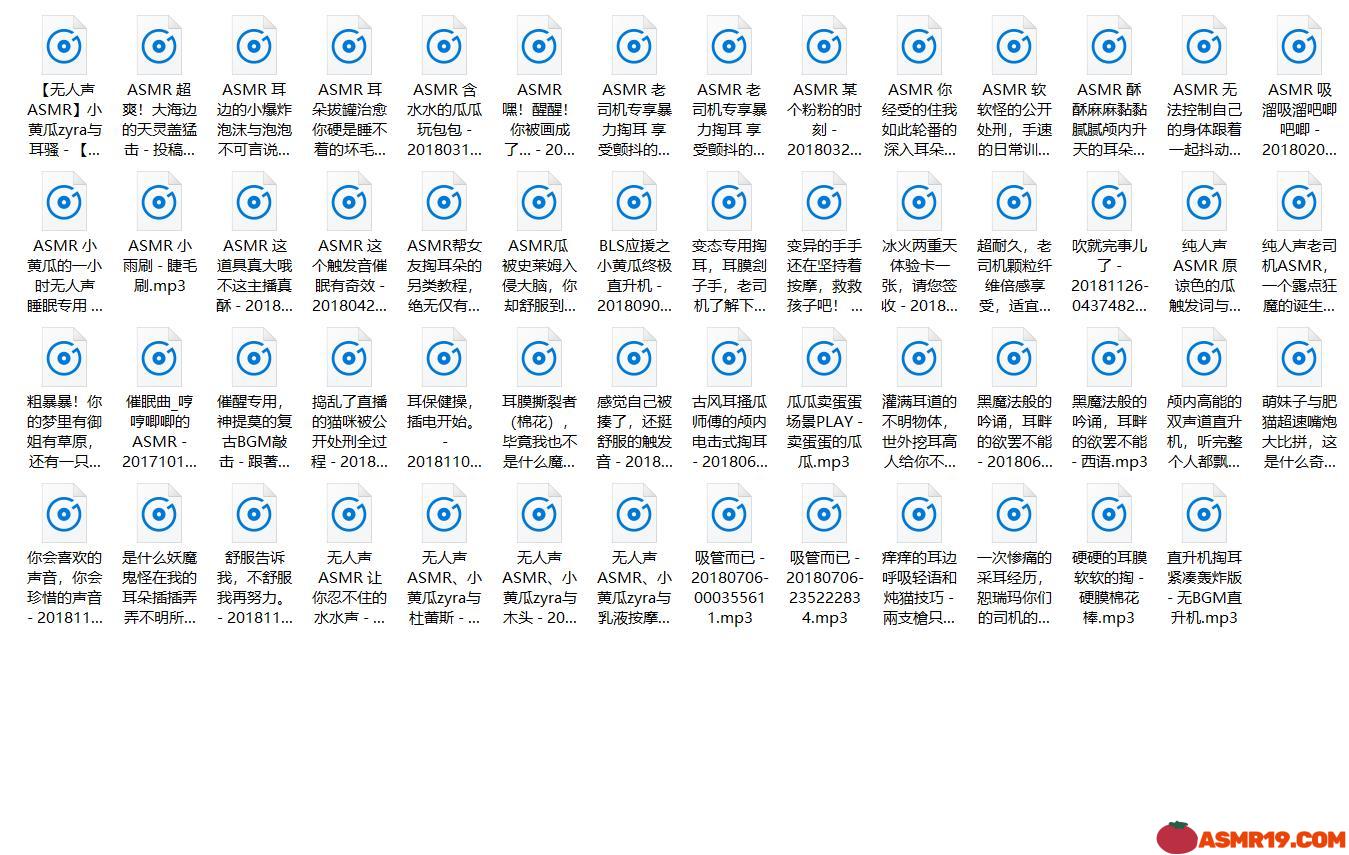 【无人声
ASMR】小
黄瓜zyra与
耳骚 - 【...
ASMR 超
爽！大海边
的天灵盖猛
击 - 投稿...
ASMR 耳
边的小爆炸
泡沫与泡泡
不可言说...
ASMR 耳
朵拔罐治愈
你硬是睡不
着的坏毛...
ASMR 含
水水的瓜瓜
玩包包 -
2018031...
ASMR
嘿！醒醒！
你被画成
了... - 20...
ASMR 老
司机专享暴
力掏耳 享
受颤抖的...
ASMR 老
司机专享暴
力掏耳 享
受颤抖的...
ASMR 某
个粉粉的时
刻 -
2018032...
ASMR 你
经受的住我
如此轮番的
深入耳朵...
ASMR 软
软怪的公开
处刑，手速
的日常训...
ASMR 酥
酥麻麻黏黏
腻腻颅内升
天的耳朵...
ASMR 无
法控制自己
的身体跟着
一起抖动...
ASMR 吸
溜吸溜吧唧
吧唧 -
2018020...
ASMR 小
黄瓜的一小
时无人声
睡眠专用 ...
ASMR 小
雨刷 - 睫毛
刷.mp3
ASMR 这
道具真大哦
不这主播真
酥 - 2018...
ASMR 这
个触发音催
眠有奇效 -
2018042...
ASMR帮女
友掏耳朵的
另类教程，
绝无仅有...
ASMR瓜
被史莱姆入
侵大脑，你
却舒服到...
BLS应援之
小黄瓜终极
直升机 -
2018090...
变态专用掏
耳，耳膜刽
子手，老司
机了解下...
变异的手手
还在坚持着
按摩，救救
孩子吧！ ...
冰火两重天
体验卡一
张，请您签
收 - 2018...
超耐久，老
司机颗粒纤
维倍感享
受，适宜...
吹就完事儿
了 -
20181126-
0437482...
纯人声
ASMR 原
谅色的瓜
触发词与...
纯人声老司
机ASMR，
一个露点狂
魔的诞生...
粗暴暴！你
的梦里有御
姐有草原，
还有一只...
催眠曲_哼
哼唧唧的
ASMR -
2017101...
催醒专用，
神提莫的复
古BGM敲
击 - 跟著...
捣乱了直播
的猫咪被公
开处刑全过
程 - 2018...
耳保健操，
插电开始。
-
2018110...
耳膜撕裂者
（棉花），
毕竟我也不
是什么魔...
感觉自己被
揍了，还挺
舒服的触发
音 - 2018...
古风耳搔瓜
师傅的颅内
电击式掏耳
- 201806...
瓜瓜卖蛋蛋
场景PLAY -
卖蛋蛋的瓜
瓜.mp3
灌满耳道的
不明物体，
世外挖耳高
人给你不...
黑魔法般的
吟诵，耳畔
的欲罢不能
- 201806...
黑魔法般的
吟诵，耳畔
的欲罢不能
- 西语.mp3
颅内高能的
双声道直升
机，听完整
个人都飘...
萌妹子与肥
猫超速嘴炮
大比拼，这
是什么奇...
你会喜欢的
声音，你会
珍惜的声音
- 201811...
是什么妖魔
鬼怪在我的
耳朵插插弄
弄不明所...
舒服告诉
我，不舒服
我再努力。
- 201811...
无人声
ASMR 让
你忍不住的
水水声 - ...
无人声
ASMR、小
黄瓜zyra与
杜蕾斯 - ...
无人声
ASMR、小
黄瓜zyra与
木头 - 20...
无人声
ASMR、小
黄瓜zyra与
乳液按摩...
吸管而已 -
20180706-
00035561
1.mp3
吸管而已 -
20180706-
23522283
4.mp3
痒痒的耳边
呼吸轻语和
炖猫技巧 -
兩支槍只...
一次惨痛的
采耳经历，
恕瑞玛你们
的司机的...
硬硬的耳膜
软软的掏 -
硬膜棉花
棒.mp3
直升机掏耳
紧凑轰炸版
- 无BGM直
升机.mp3
ASMR19.COM